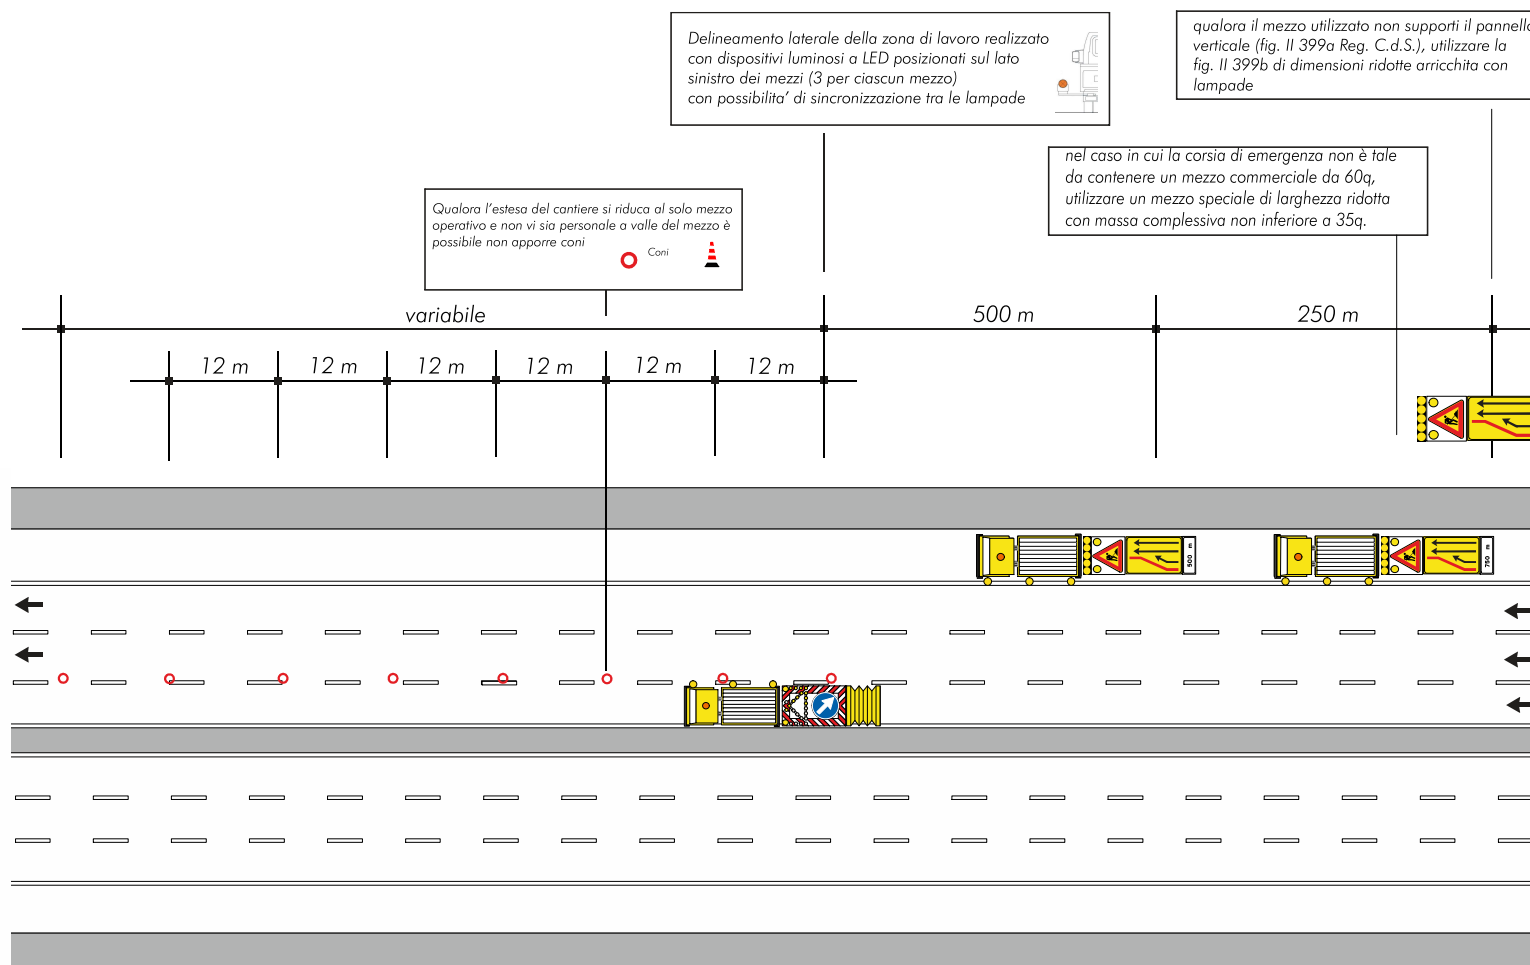 Delineamento laterale della zona di lavoro realizzato
con dispositivi luminosi a LED posizionati sul lato
sinistro dei mezzi (3 per ciascun mezzo)
con possibilita' di sincronizzazione tra le lampade
qualora il mezzo utilizzato non supporti il pannello
verticale (fig. II 399a Reg. C.d.S.), utilizzare la
fig. II 399b di dimensioni ridotte arricchita con
lampade
nel caso in cui la corsia di emergenza non è tale
da contenere un mezzo commerciale da 60q,
utilizzare un mezzo speciale di larghezza ridotta
con massa complessiva non inferiore a 35q.
Qualora l'estesa del cantiere si riduca al solo mezzo
operativo e non vi sia personale a valle del mezzo è
possibile non apporre coni
Coni
variabile
500 m
250 m
12 m
12 m
12 m
12 m
12 m
12 m
500 m
750 m